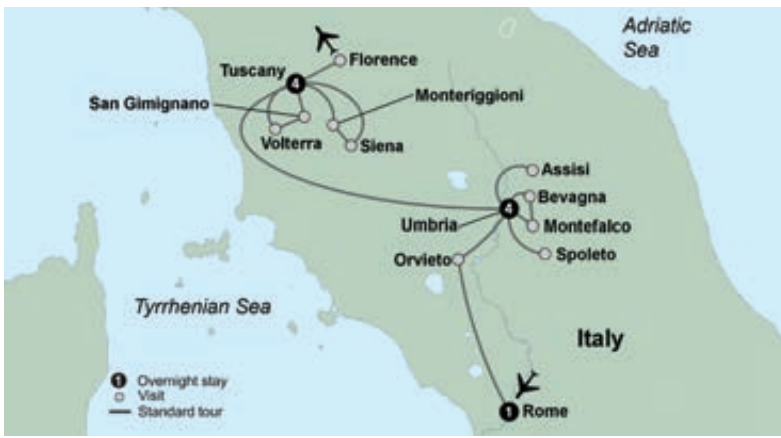 Adriatic
Sea
Florence
Tuscany
4
San Gimignano
Monteriggioni
Volterra
Siena
Assisi
Bevagna
4
Umbria
Montefalco
Orvieto
Spoleto
Tyrrhenian Sea
Italy
1 Overnight stay
Visit
Standard tour
1 Rome